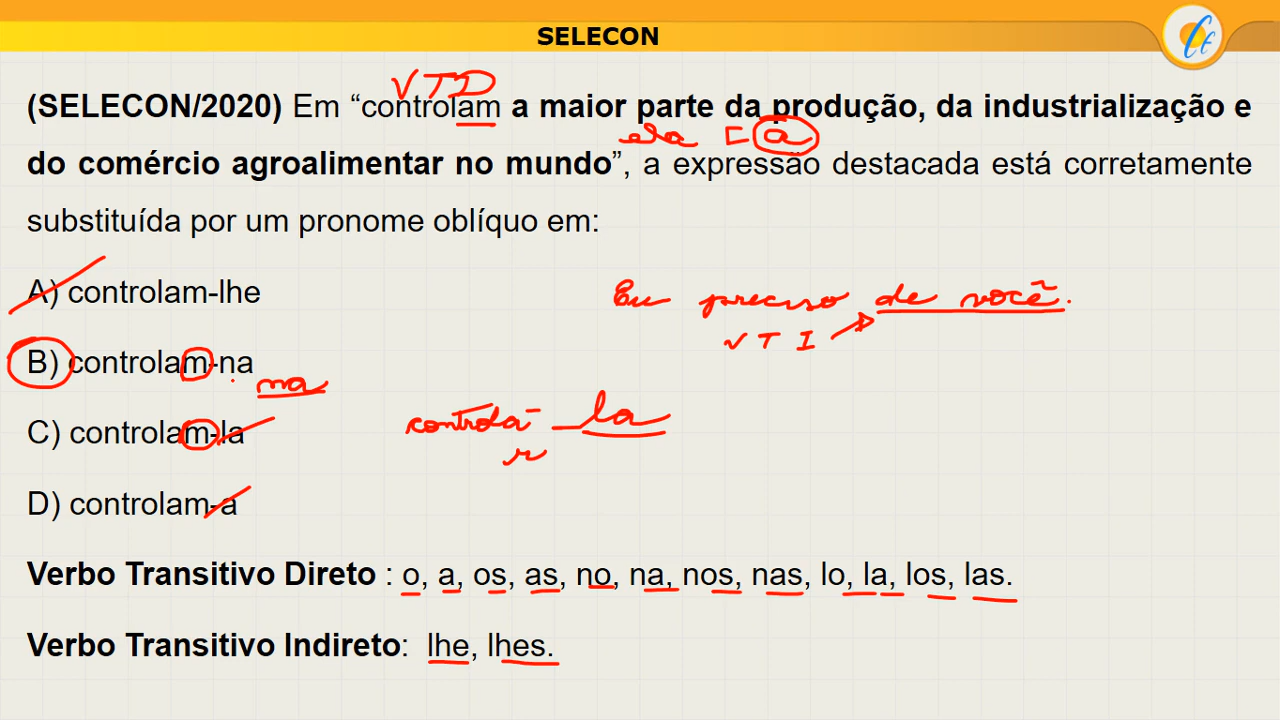 SELECON
VTD
(SELECON/2020) Em “controlam a maior parte da produção, da industrialização e
ela [ a
do comércio agroalimentar no mundo”, a expressão destacada está corretamente
substituída por um pronome oblíquo em:
A) controlam-lhe
Eu preciso de você.
VTI
B) controlam-na
na
controlá - la
r
C) controlam-la
D) controlam-a
Verbo Transitivo Direto : o, a, os, as, no, na, nos, nas, lo, la, los, las.
Verbo Transitivo Indireto: lhe, lhes.